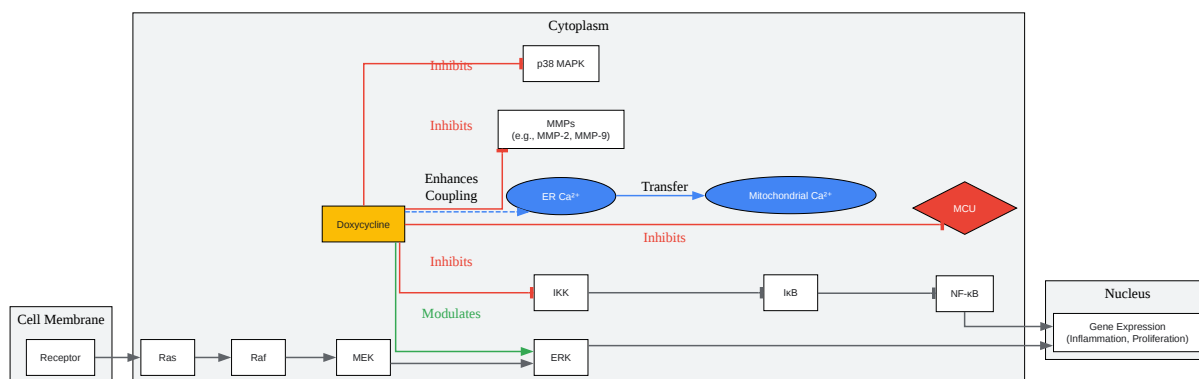 Cytoplasm
Inhibits
p38 MAPK
Inhibits
MMPs
(e.g., MMP-2, MMP-9)
Enhances
Coupling
ER Ca²⁺
Transfer
Mitochondrial Ca²⁺
MCU
Doxycycline
Inhibits
Inhibits
IKK
IκB
NF-κB
Modulates
Cell Membrane
Receptor
Ras
Raf
MEK
ERK
Nucleus
Gene Expression
(Inflammation, Proliferation)